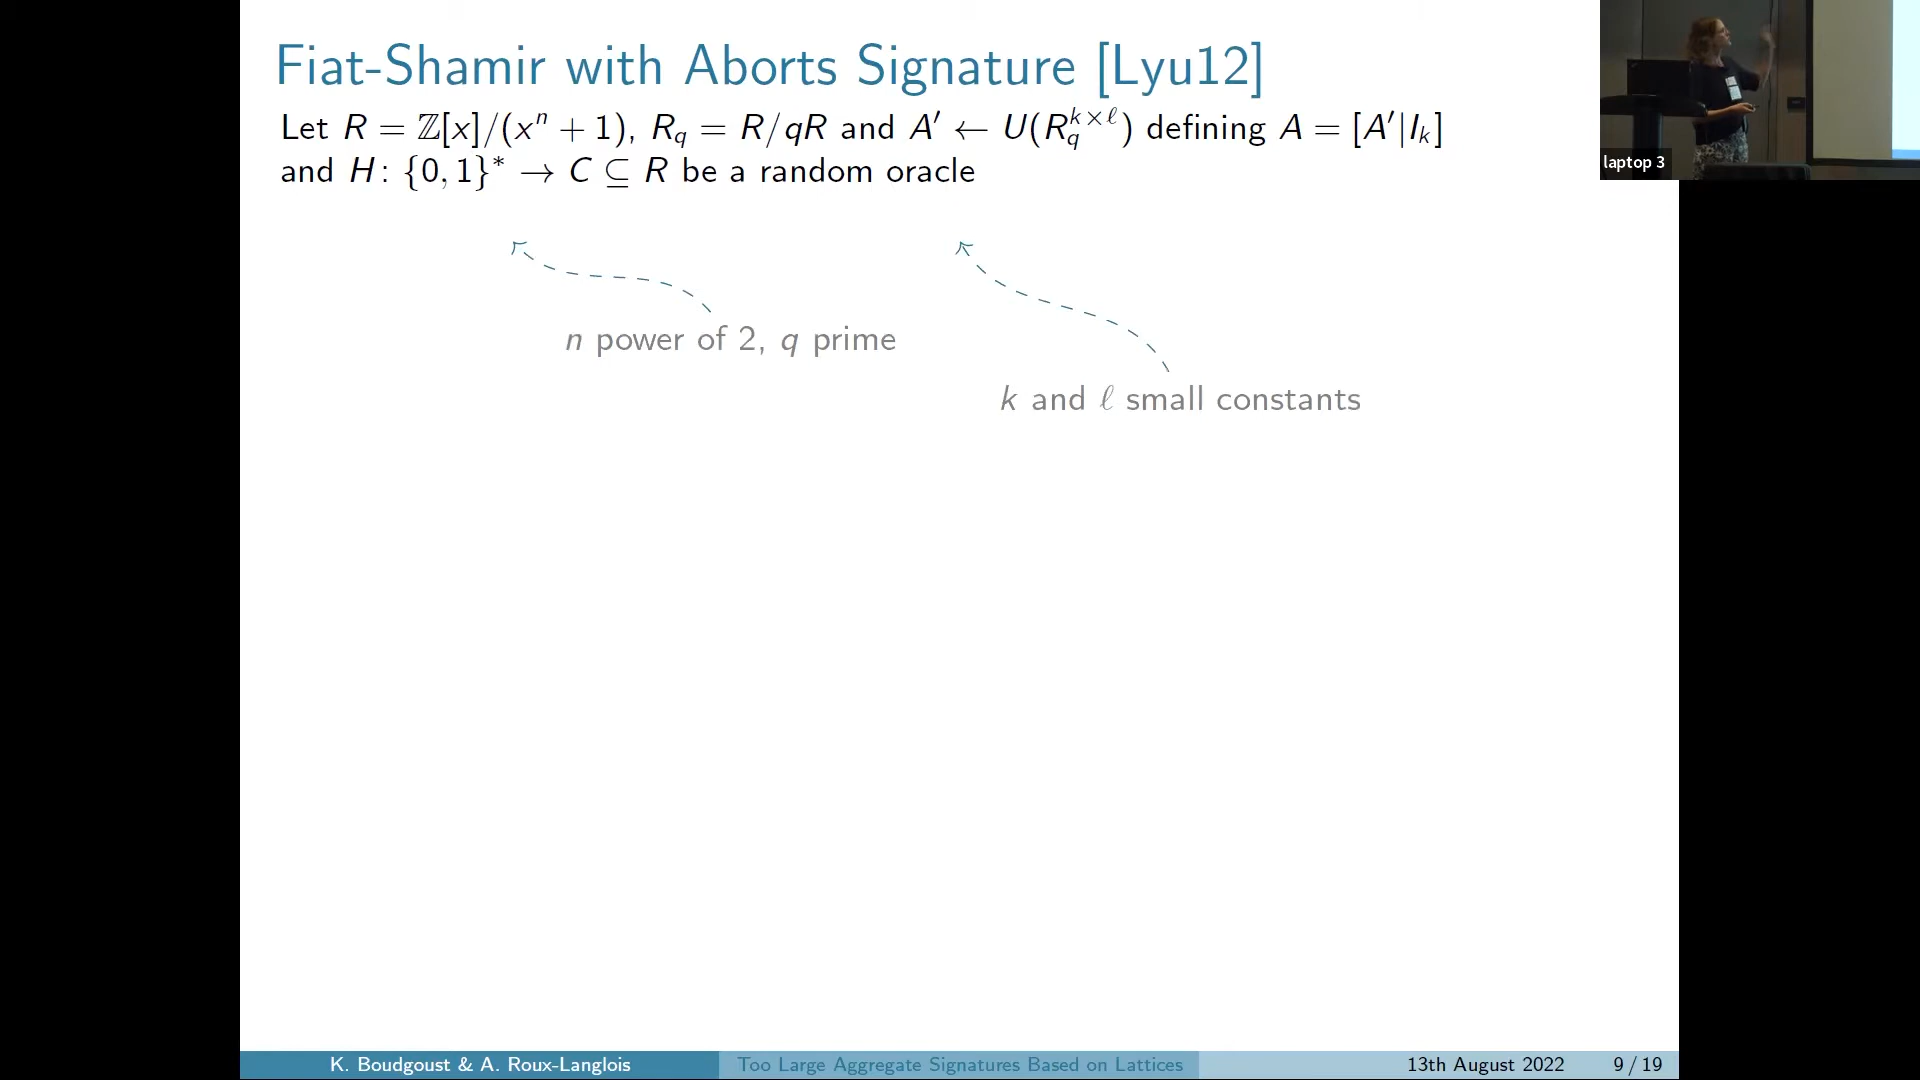 Fiat-Shamir with Aborts Signature [Lyu12]
Let R = ℤ[x]/(xⁿ + 1), R_q = R/qR and A′ ← U(R_q^{k×ℓ}) defining A = [A′|I_k]
and H: {0, 1}* → C ⊆ R be a random oracle
laptop 3
n power of 2, q prime
k and ℓ small constants
K. Boudgoust & A. Roux-Langlois
Too Large Aggregate Signatures Based on Lattices
13th August 2022
9 / 19